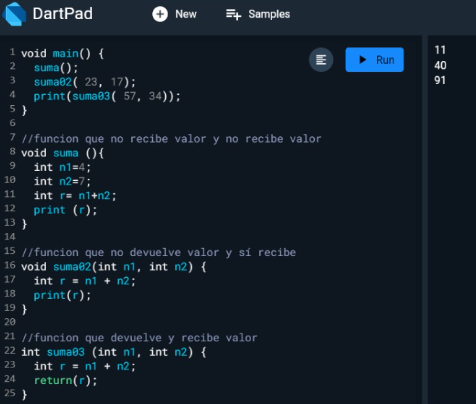 DartPad New Samples
1 void main() {
2 suma();
3 suma02( 23, 17);
4 print(suma03( 57, 34));
5 }
6
7 //funcion que no recibe valor y no recibe valor
8 void suma (){
9 int n1=4;
10 int n2=7;
11 int r= n1+n2;
12 print (r);
13 }
14
15 //funcion que no devuelve valor y sí recibe
16 void suma02(int n1, int n2) {
17 int r = n1 + n2;
18 print(r);
19 }
20
21 //funcion que devuelve y recibe valor
22 int suma03 (int n1, int n2) {
23 int r = n1 + n2;
24 return(r);
25 }
Run
11
40
91